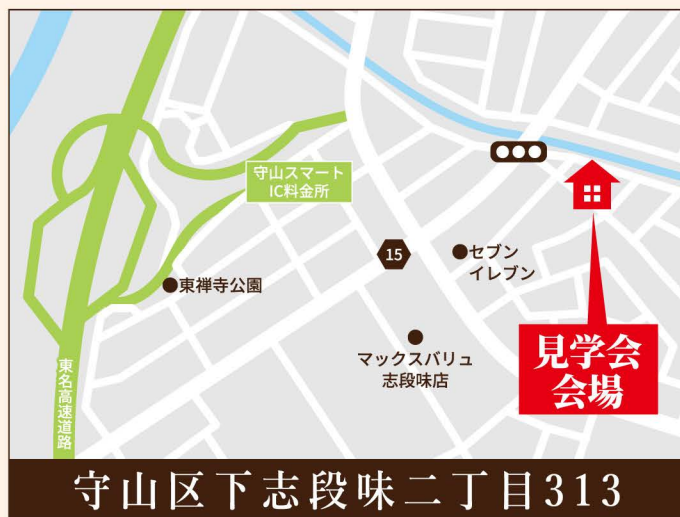 守山スマート
IC料金所
15
セブン
イレブン
東禅寺公園
マックスバリュ
志段味店
見学会
会場
東名高速道路
守山区下志段味二丁目313